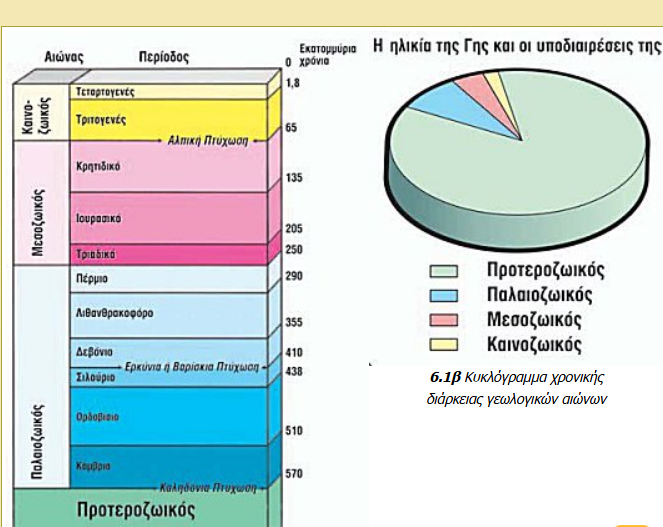 Αιώνας Περίοδος
Εκατομμύρια
0 χρόνια
1,8
Τεταρτογενές
Καινο-
ζωικός
Τριτογενές
65
Αλπική Πτύχωση
Κρητιδικό
135
Μεσοζωικός
Ιουρασικό
205
Τριαδικό
250
Πέρμιο
290
Λιθανθρακοφόρο
355
Δεβόνιο
410
Ερκύνια ή Βαρίσκια Πτύχωση
438
Σιλούριο
Παλαιοζωικός
Ορδοβίσιο
510
Κάμβριο
570
Καληδόνια Πτύχωση
Προτεροζωικός
Η ηλικία της Γης και οι υποδιαιρέσεις της
Προτεροζωικός
Παλαιοζωικός
Μεσοζωικός
Καινοζωικός
6.1β Κυκλόγραμμα χρονικής
διάρκειας γεωλογικών αιώνων